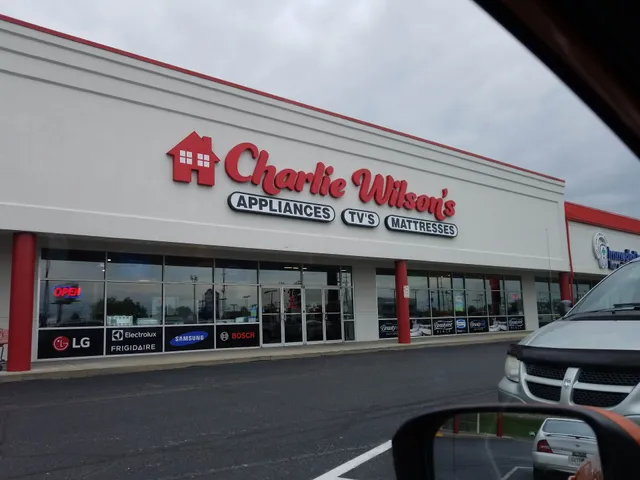 Charlie Wilson's
APPLIANCES TV'S MATTRESSES
OPEN
LG
Electrolux
FRIGIDAIRE
SAMSUNG
BOSCH